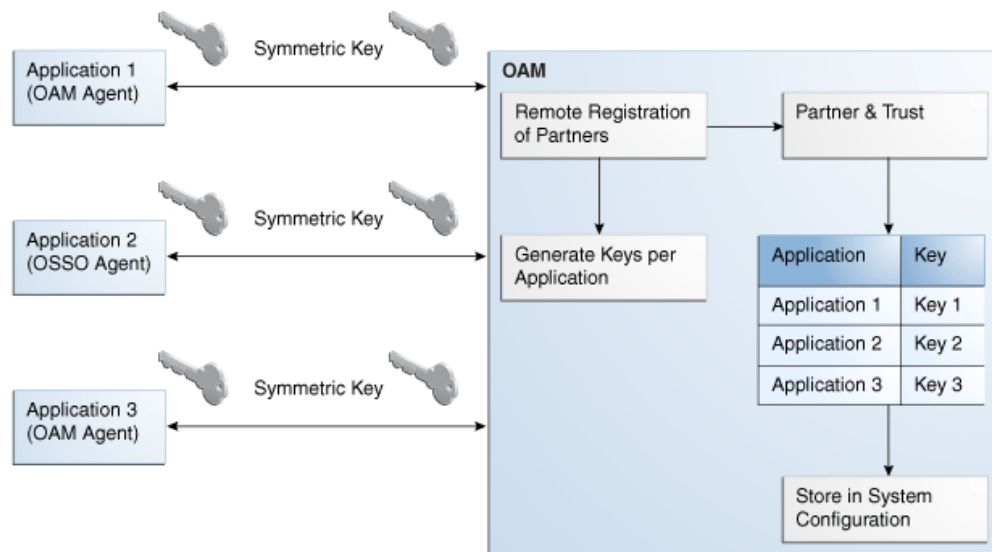 Symmetric Key
Application 1
(OAM Agent)
OAM
Remote Registration
of Partners
Partner & Trust
Symmetric Key
Application 2
(OSSO Agent)
Generate Keys per
Application
Application Key
Application 1 Key 1
Application 2 Key 2
Application 3 Key 3
Symmetric Key
Application 3
(OAM Agent)
Store in System
Configuration